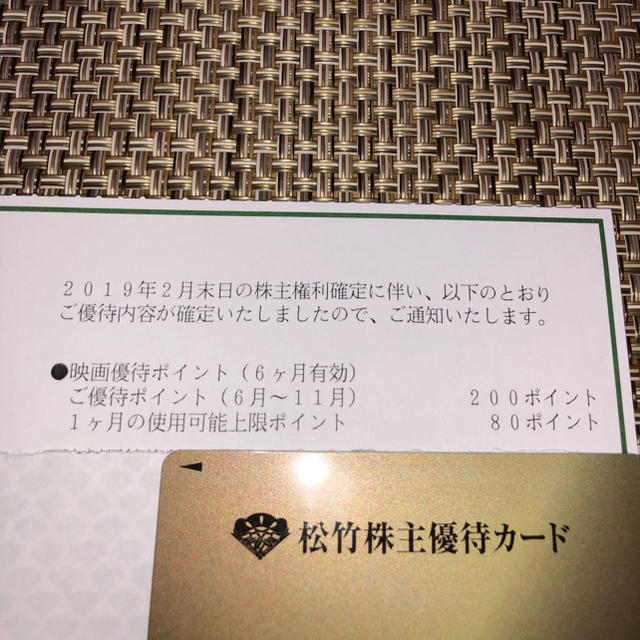 2019年2月末日の株主権利確定に伴い、以下のとおり
ご優待内容が確定いたしましたので、ご通知いたします。
●映画優待ポイント(6ヶ月有効)
ご優待ポイント(6月～11月) 200ポイント
1ヶ月の使用可能上限ポイント 80ポイント
松竹株主優待カード